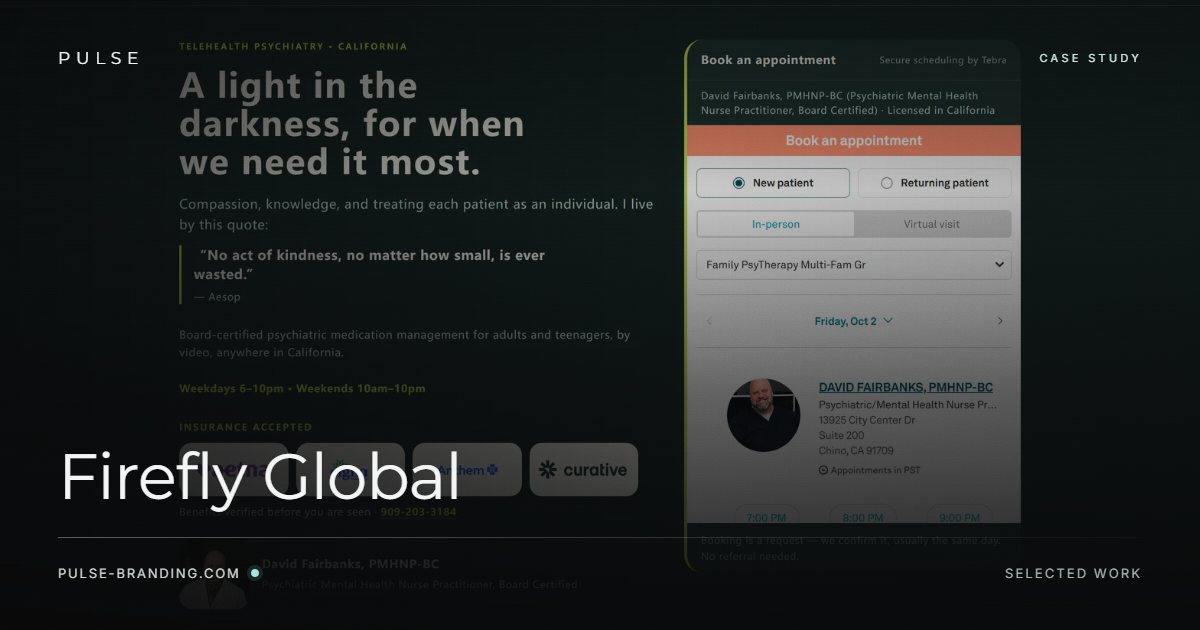 PULSE
CASE STUDY
TELEHEALTH PSYCHIATRY • CALIFORNIA
A light in the
darkness, for when
we need it most.
Compassion, knowledge, and treating each patient as an individual. I live
by this quote:
“No act of kindness, no matter how small, is ever
wasted.”
— Aesop
Board-certified psychiatric medication management for adults and teenagers, by
video, anywhere in California.
Weekdays 6–10pm • Weekends 10am–10pm
INSURANCE ACCEPTED
curative
verified before you are seen · 909-203-3184
David Fairbanks, PMHNP-BC
Psychiatric Mental Health Nurse Practitioner, Board Certified
Book an appointment
Secure scheduling by Tebra
David Fairbanks, PMHNP-BC (Psychiatric Mental Health
Nurse Practitioner, Board Certified) · Licensed in California
Book an appointment
New patient
Returning patient
In-person
Virtual visit
Family PsyTherapy Multi-Fam Gr
Friday, Oct 2
DAVID FAIRBANKS, PMHNP-BC
Psychiatric/Mental Health Nurse Pr...
13925 City Center Dr
Suite 200
Chino, CA 91709
Appointments in PST
7:00 PM
8:00 PM
9:00 PM
Booking is a request — we confirm it, usually the same day.
No referral needed.
Firefly Global
PULSE-BRANDING.COM
SELECTED WORK